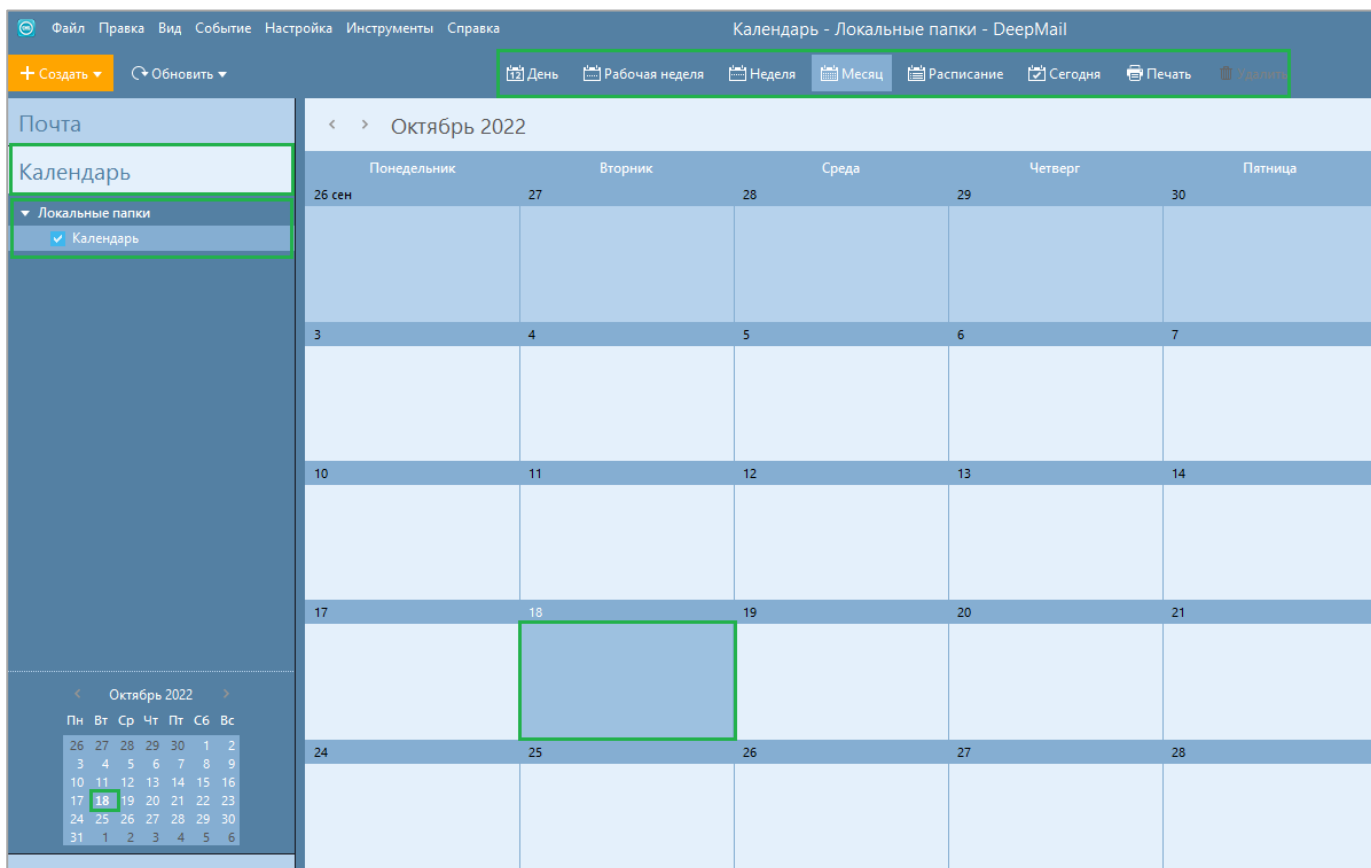 Файл Правка Вид Событие Настройка Инструменты Справка
Календарь - Локальные папки - DeepMail
Создать
Обновить
День Рабочая неделя Неделя Месяц Расписание Сегодня Печать Удалить
Почта
Календарь
Локальные папки
Календарь
Октябрь 2022
Понедельник Вторник Среда Четверг Пятница
26 сен 27 28 29 30
3 4 5 6 7
10 11 12 13 14
17 18 19 20 21
24 25 26 27 28
Октябрь 2022
Пн Вт Ср Чт Пт Сб Вс
26 27 28 29 30 1 2
3 4 5 6 7 8 9
10 11 12 13 14 15 16
17 18 19 20 21 22 23
24 25 26 27 28 29 30
31 1 2 3 4 5 6